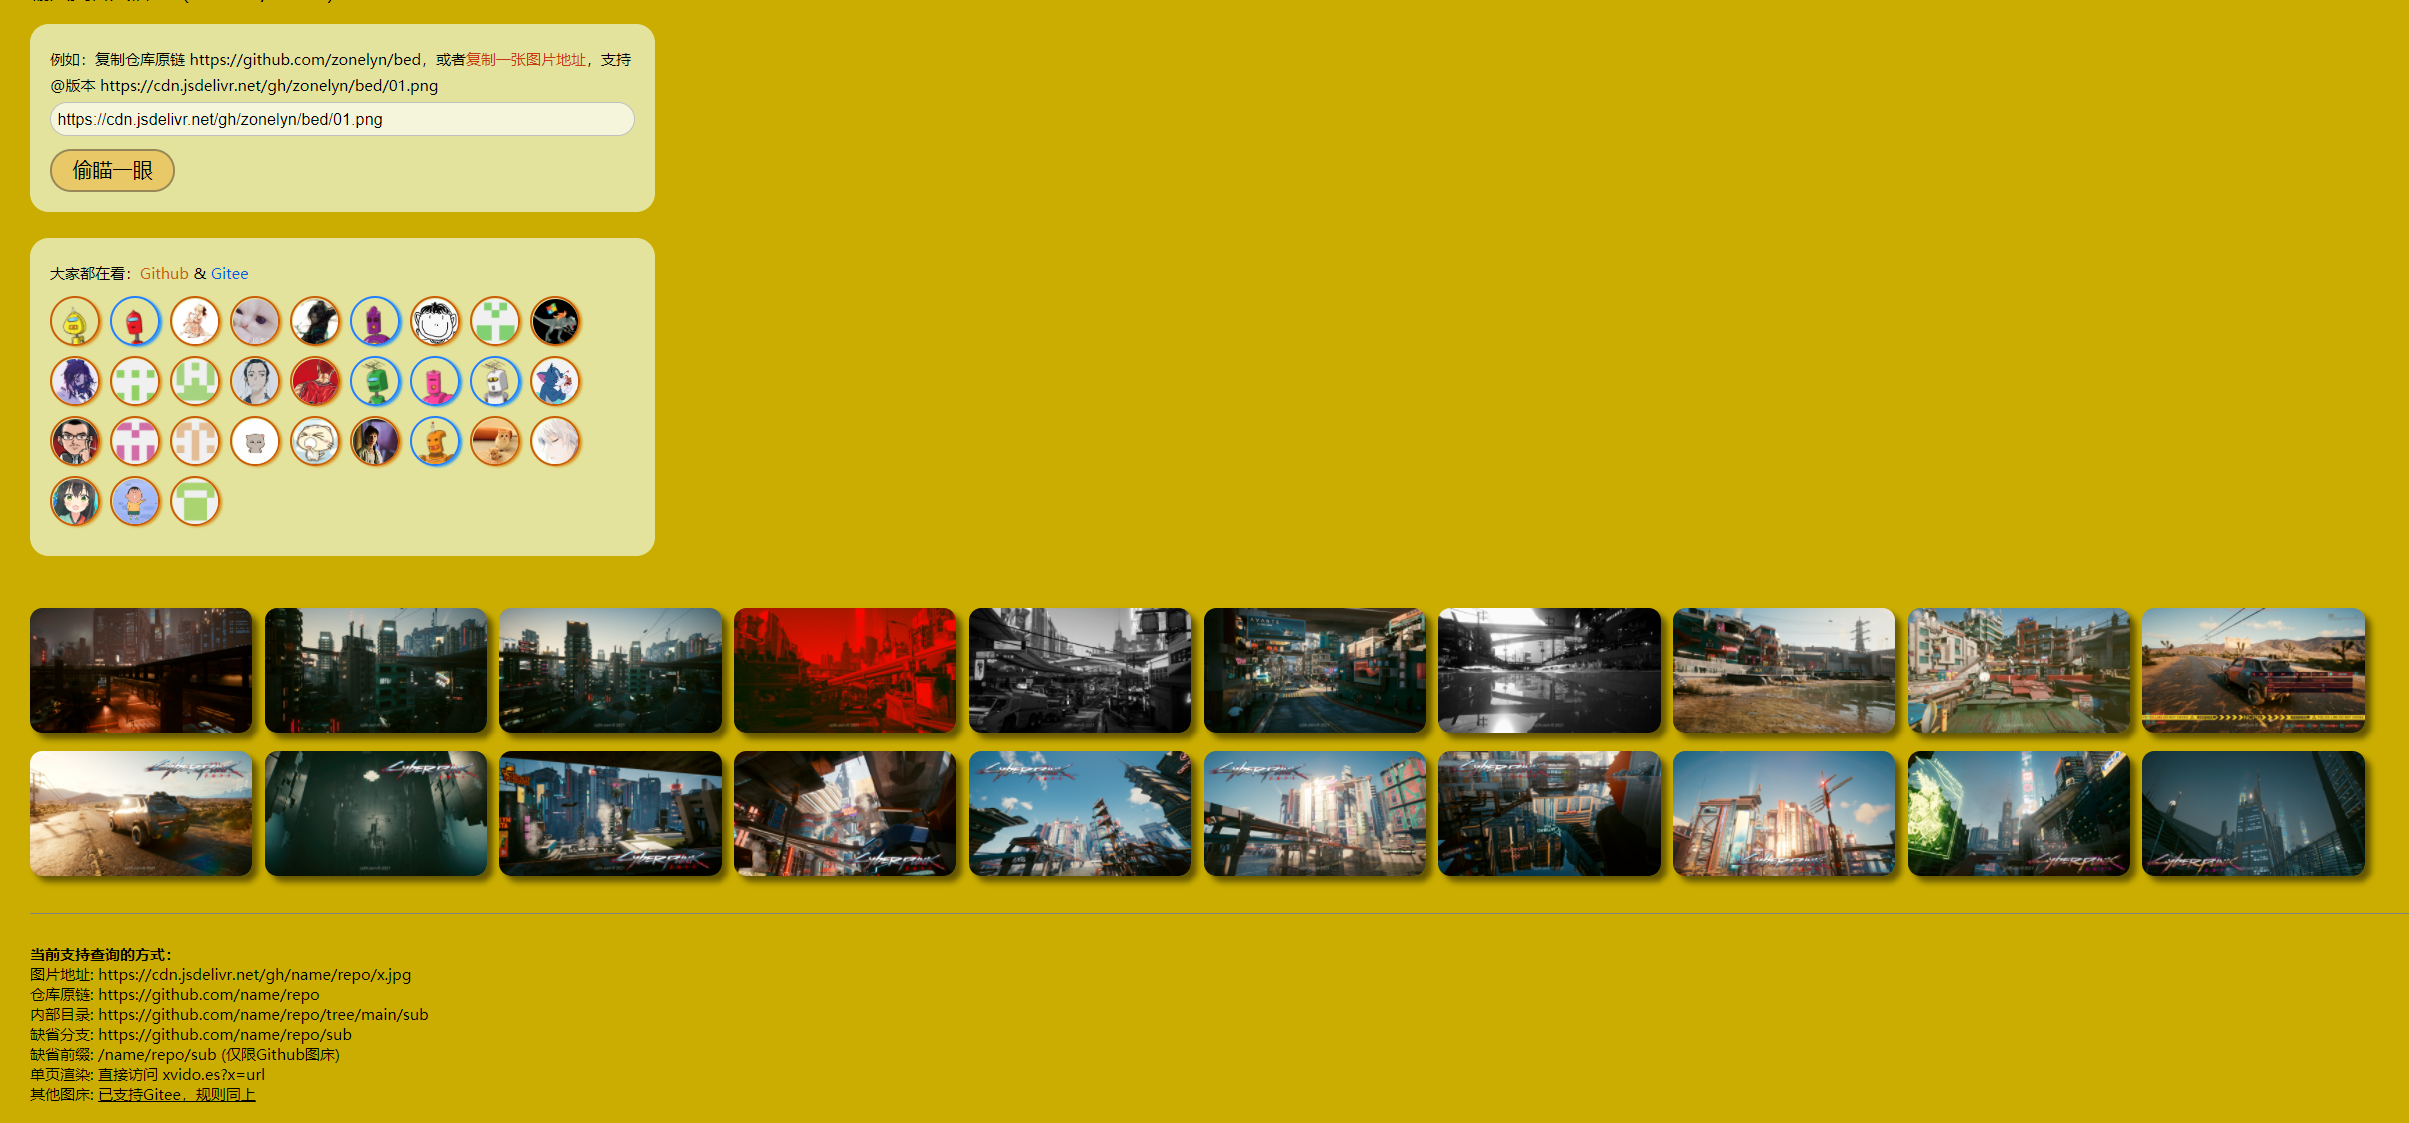 例如：复制仓库原链 https://github.com/zonelyn/bed，或者复制一张图片地址，支持
@版本 https://cdn.jsdelivr.net/gh/zonelyn/bed/01.png
https://cdn.jsdelivr.net/gh/zonelyn/bed/01.png
偷瞄一眼
大家都在看：Github & Gitee
当前支持查询的方式：
图片地址: https://cdn.jsdelivr.net/gh/name/repo/x.jpg
仓库原链: https://github.com/name/repo
内部目录: https://github.com/name/repo/tree/main/sub
缺省分支: https://github.com/name/repo/sub
缺省前缀: /name/repo/sub (仅限Github图床)
单页渲染: 直接访问 xvido.es?x=url
其他图床: 已支持Gitee，规则同上